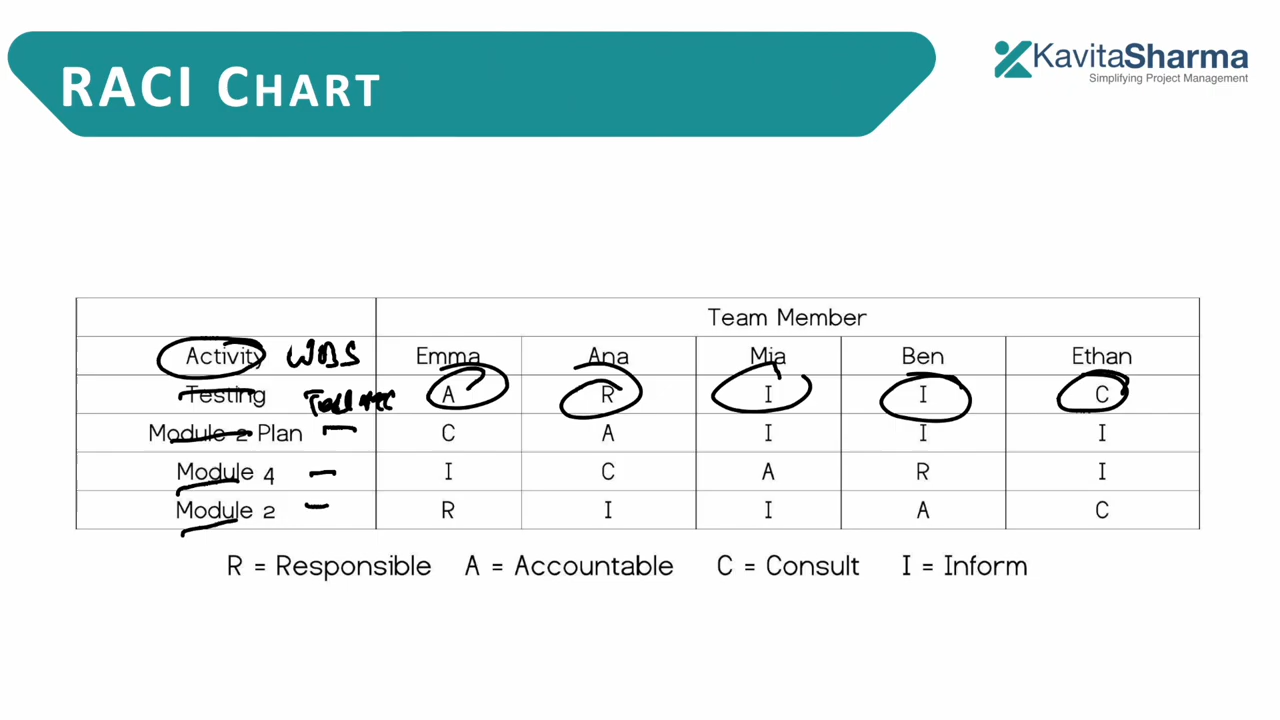 RACI CHART
KavitaSharma
Simplifying Project Management
Team Member
Activity WBS Emma Ana Mia Ben Ethan
Testing A R I I C
Module 2 Plan C A I I I
Module 4 I C A R I
Module 2 R I I A C
R = Responsible A = Accountable C = Consult I = Inform